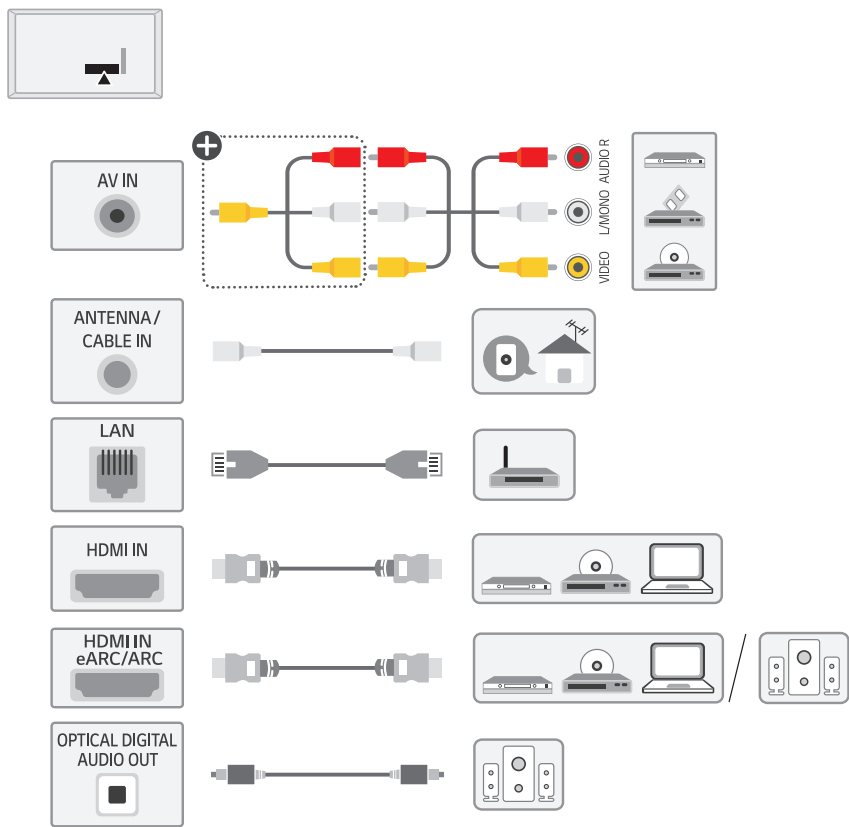 AV IN
AUDIO R
L/MONO
VIDEO
ANTENNA /
CABLE IN
LAN
HDMI IN
HDMI IN
eARC/ARC
OPTICAL DIGITAL
AUDIO OUT